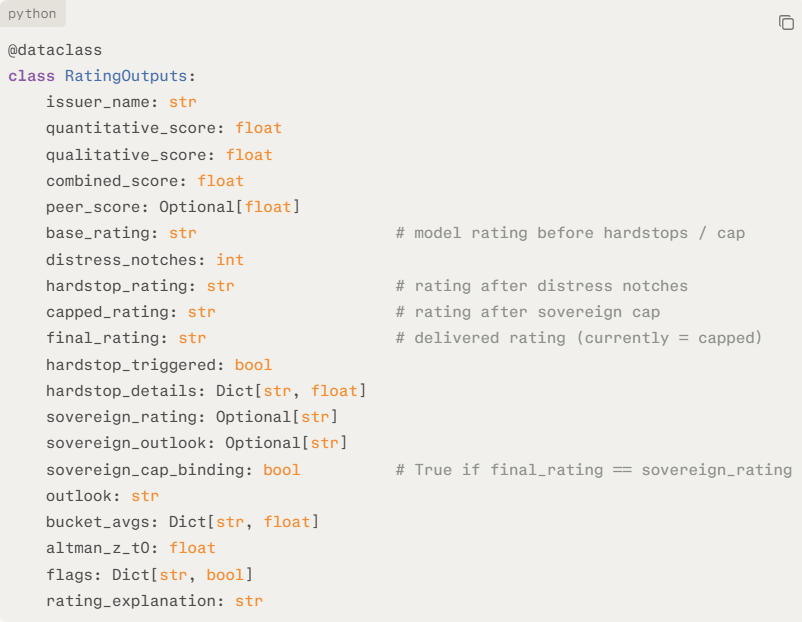 python
@dataclass
class RatingOutputs:
    issuer_name: str
    quantitative_score: float
    qualitative_score: float
    combined_score: float
    peer_score: Optional[float]
    base_rating: str                     # model rating before hardstops / cap
    distress_notches: int
    hardstop_rating: str                 # rating after distress notches
    capped_rating: str                   # rating after sovereign cap
    final_rating: str                    # delivered rating (currently = capped)
    hardstop_triggered: bool
    hardstop_details: Dict[str, float]
    sovereign_rating: Optional[str]
    sovereign_outlook: Optional[str]
    sovereign_cap_binding: bool          # True if final_rating == sovereign_rating
    outlook: str
    bucket_avgs: Dict[str, float]
    altman_z_t0: float
    flags: Dict[str, bool]
    rating_explanation: str